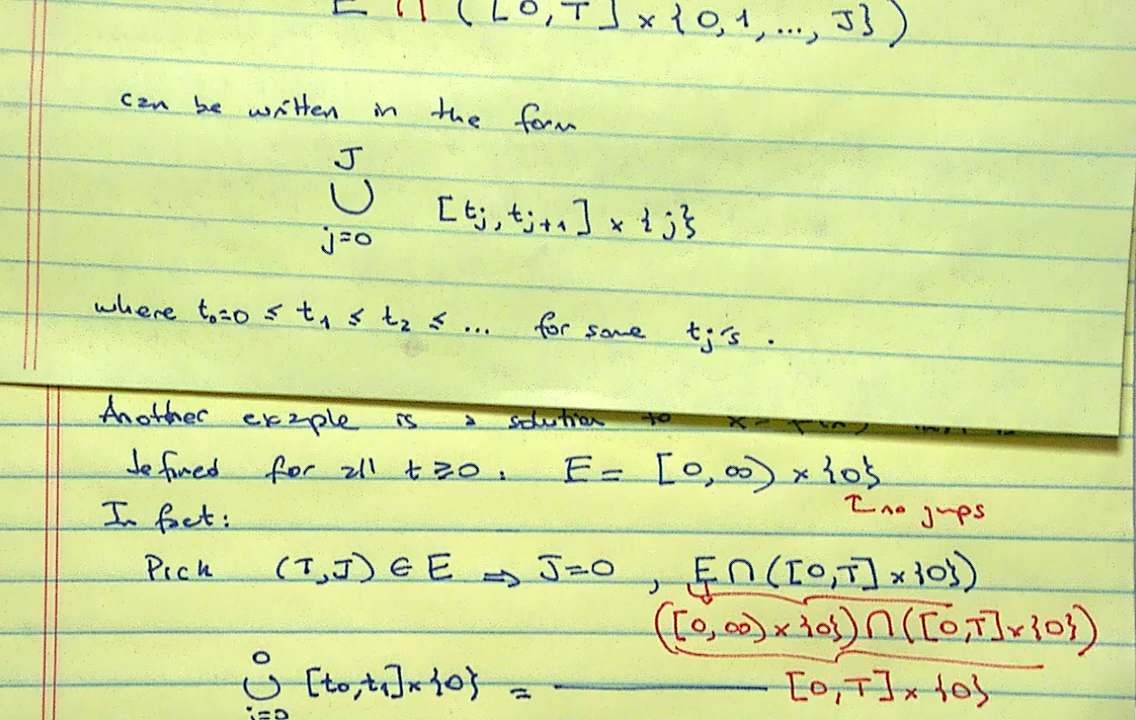 E ∩ ([0,T] × {0,1,...,J})
can be written in the form
J
∪ [tj,tj+1] × {j}
j=0
where t0=0 ≤ t1 ≤ t2 ≤ ... for some tj's.
Another example is a solution to
defined for all t≥0: E = [0,∞) × {0}
↑ no jumps
In fact:
Pick (T,J) ∈ E ⇒ J=0, E∩([0,T]×{0})
([0,∞)×{0})∩([0,T]×{0})
0
∪ [t0,t1]×{0} = [0,T]×{0}
j=0